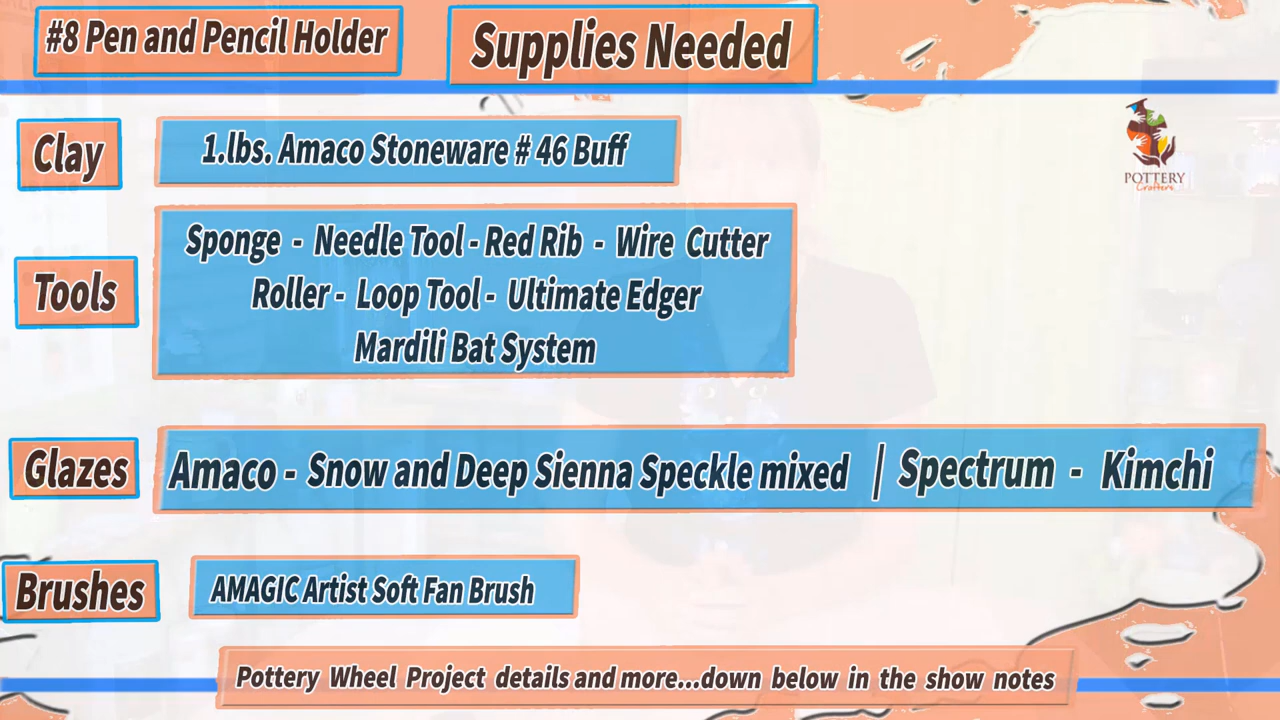 #8 Pen and Pencil Holder
Supplies Needed
Clay
1.lbs. Amaco Stoneware # 46 Buff
POTTERY
Crafters
Tools
Sponge - Needle Tool - Red Rib - Wire Cutter
Roller - Loop Tool - Ultimate Edger
Mardili Bat System
Glazes
Amaco - Snow and Deep Sienna Speckle mixed | Spectrum - Kimchi
Brushes
AMAGIC Artist Soft Fan Brush
Pottery Wheel Project details and more...down below in the show notes